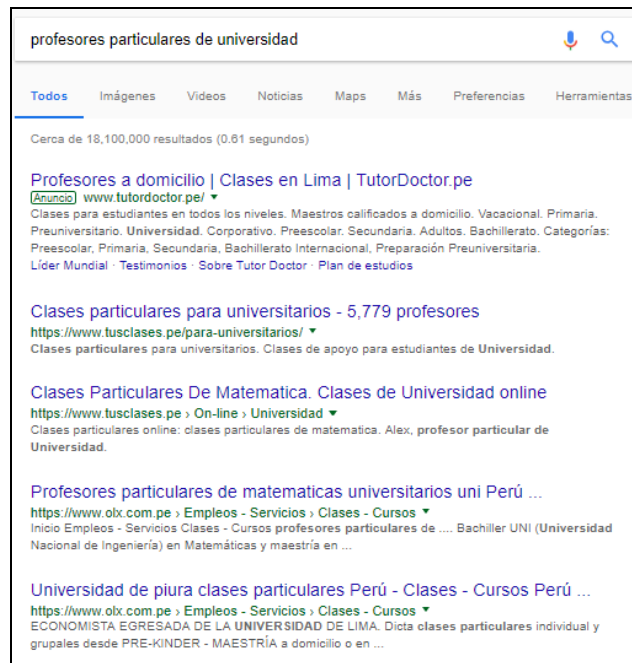 profesores particulares de universidad
Todos Imágenes Videos Noticias Maps Más Preferencias Herramientas
Cerca de 18,100,000 resultados (0.61 segundos)
Profesores a domicilio | Clases en Lima | TutorDoctor.pe
Anuncio www.tutordoctor.pe/
Clases para estudiantes en todos los niveles. Maestros calificados a domicilio. Vacacional. Primaria.
Preuniversitario. Universidad. Corporativo. Preescolar. Secundaria. Adultos. Bachillerato. Categorías:
Preescolar, Primaria, Secundaria, Bachillerato Internacional, Preparación Preuniversitaria.
Líder Mundial · Testimonios · Sobre Tutor Doctor · Plan de estudios
Clases particulares para universitarios - 5,779 profesores
https://www.tusclases.pe/para-universitarios/
Clases particulares para universitarios. Clases de apoyo para estudiantes de Universidad.
Clases Particulares De Matematica. Clases de Universidad online
https://www.tusclases.pe › On-line › Universidad
Clases particulares online: clases particulares de matematica. Alex, profesor particular de
Universidad.
Profesores particulares de matematicas universitarios uni Perú ...
https://www.olx.com.pe › Empleos - Servicios › Clases - Cursos
Inicio Empleos - Servicios Clases - Cursos profesores particulares de .... Bachiller UNI (Universidad
Nacional de Ingeniería) en Matemáticas y maestría en ...
Universidad de piura clases particulares Perú - Clases - Cursos Perú ...
https://www.olx.com.pe › Empleos - Servicios › Clases - Cursos
ECONOMISTA EGRESADA DE LA UNIVERSIDAD DE LIMA. Dicta clases particulares individual y
grupales desde PRE-KINDER - MAESTRÍA a domicilio o en ...